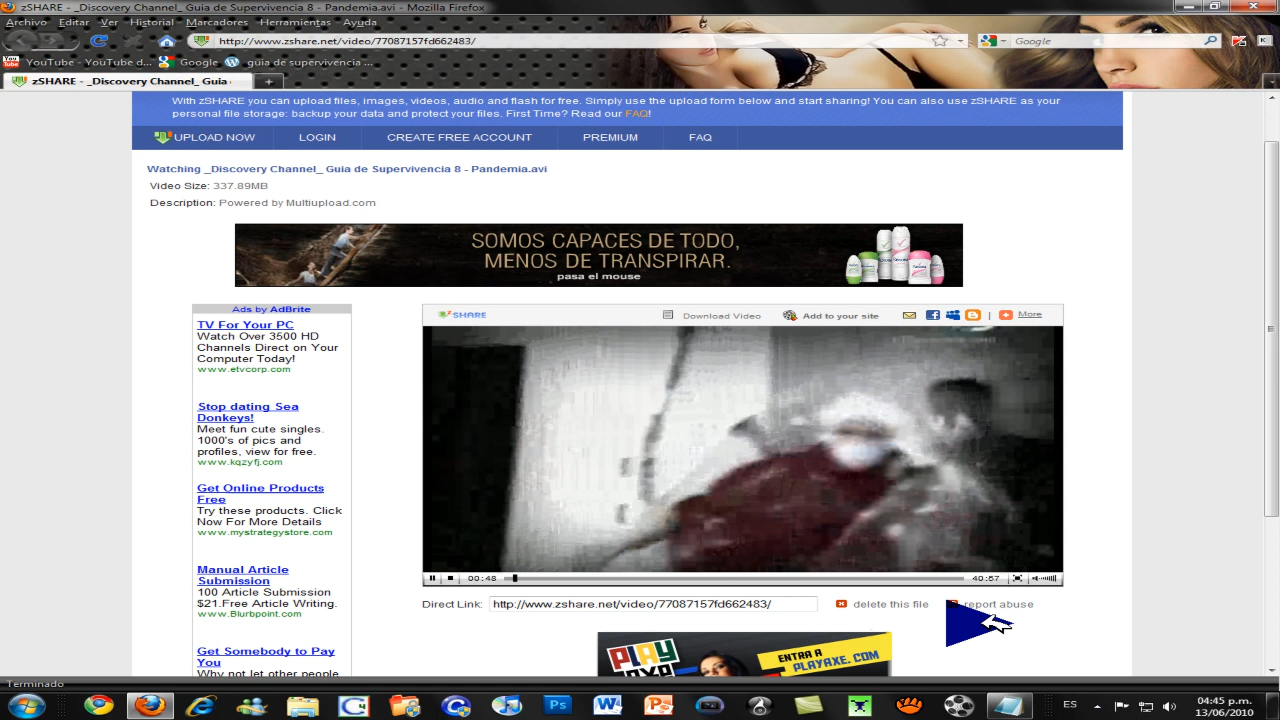 zSHARE - _Discovery Channel_ Guia de Supervivencia 8 - Pandemia.avi - Mozilla Firefox
Archivo Editar Ver Historial Marcadores Herramientas Ayuda
http://www.zshare.net/video/77087157fd662483/
Google
YouTube - YouTube d... Google guia de supervivencia ...
zSHARE - _Discovery Channel_ Guia
With zSHARE you can upload files, images, videos, audio and flash for free. Simply use the upload form below and start sharing! You can also use zSHARE as your
personal file storage: backup your data and protect your files. First Time? Read our FAQ!
UPLOAD NOW LOGIN CREATE FREE ACCOUNT PREMIUM FAQ
Watching _Discovery Channel_ Guia de Supervivencia 8 - Pandemia.avi
Video Size: 337.89MB
Description: Powered by Multiupload.com
SOMOS CAPACES DE TODO,
MENOS DE TRANSPIRAR.
pasa el mouse
Ads by AdBrite
TV For Your PC
Watch Over 3500 HD
Channels Direct on Your
Computer Today!
www.etvcorp.com
Stop dating Sea
Donkeys!
Meet fun cute singles.
1000's of pics and
profiles, view for free.
www.kqzyfj.com
Get Online Products
Free
Try these products. Click
Now For More Details
www.mystrategystore.com
Manual Article
Submission
100 Article Submission
$21.Free Article Writing.
www.Blurbpoint.com
Get Somebody to Pay
You
Why not let other people
SHARE Download Video Add to your site | More
00:48 40:57
Direct Link: http://www.zshare.net/video/77087157fd662483/ delete this file report abuse
PLAY
ENTRA A
PLAYAXE.COM
Terminado
ES 04:45 p.m.
13/06/2010